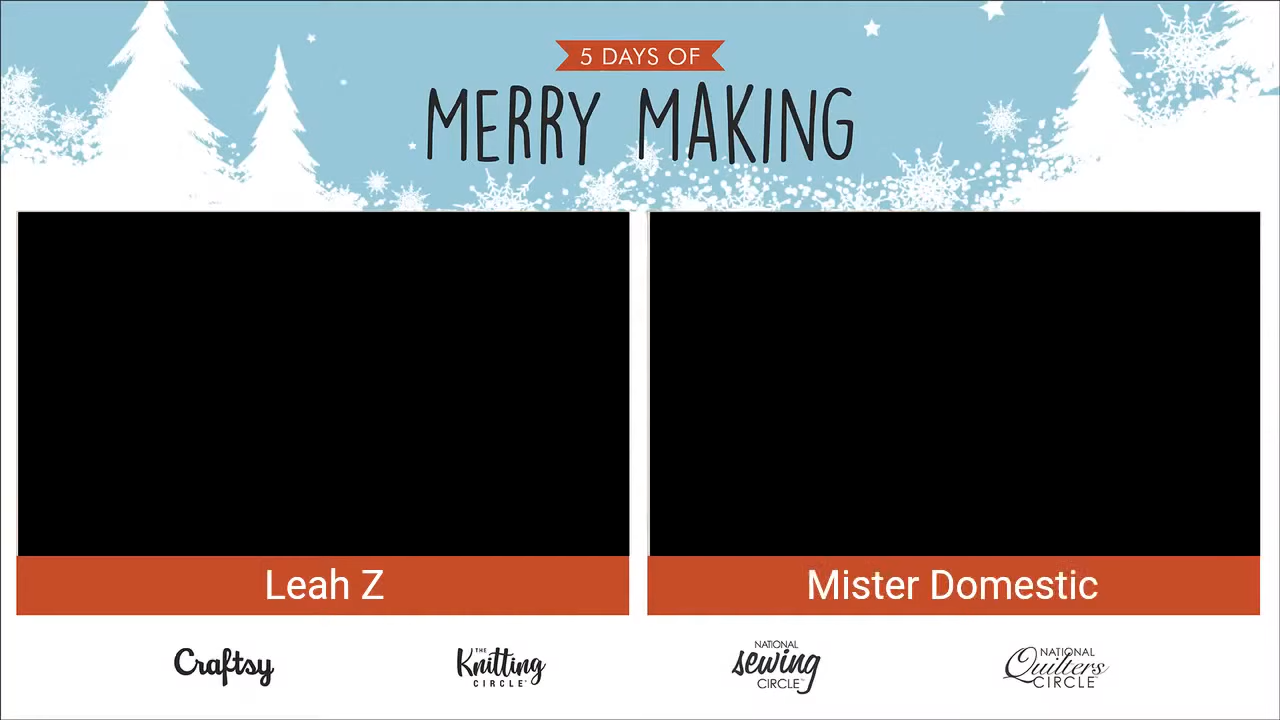 5 DAYS OF
MERRY MAKING
Leah Z
Mister Domestic
Craftsy
THE
Knitting
CIRCLE
NATIONAL
sewing
CIRCLE
NATIONAL
Quilters
CIRCLE